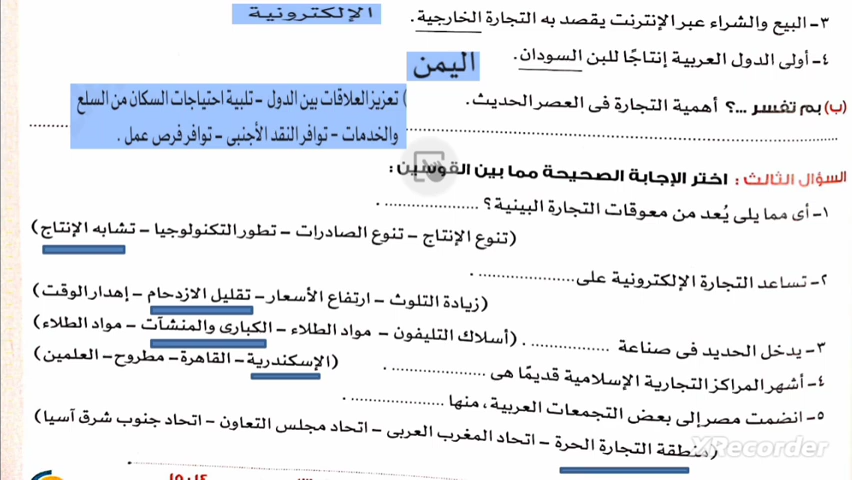 ٣- البيع والشراء عبر الإنترنت يقصد به التجارة الخارجية. الإلكترونية
٤- أولى الدول العربية إنتاجًا للبن السودان. اليمن
(ب) بم تفسر ...؟ أهمية التجارة فى العصر الحديث. ( تعزيز العلاقات بين الدول - تلبية احتياجات السكان من السلع
والخدمات - توافر النقد الأجنبى - توافر فرص عمل .
السؤال الثالث : اختر الإجابة الصحيحة مما بين القوسين :
١- أى مما يلى يُعد من معوقات التجارة البينية؟ .................. .
(تنوع الإنتاج - تنوع الصادرات - تطور التكنولوجيا - تشابه الإنتاج)
٢- تساعد التجارة الإلكترونية على .................. .
(زيادة التلوث - ارتفاع الأسعار - تقليل الازدحام - إهدار الوقت)
٣- يدخل الحديد فى صناعة .................. . (أسلاك التليفون - مواد الطلاء - الكبارى والمنشآت - مواد الطلاء)
٤- أشهر المراكز التجارية الإسلامية قديمًا هى .................. . (الإسكندرية - القاهرة - مطروح - العلمين)
٥- انضمت مصر إلى بعض التجمعات العربية، منها .................. .
(منطقة التجارة الحرة - اتحاد المغرب العربى - اتحاد مجلس التعاون - اتحاد جنوب شرق آسيا)
XRecorder